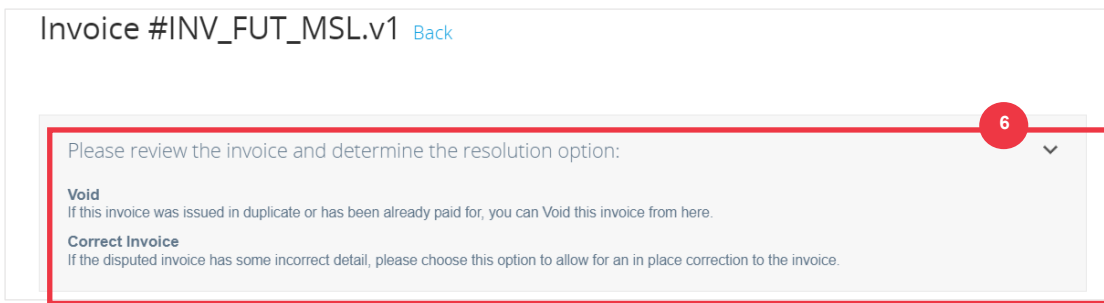 Invoice #INV_FUT_MSL.v1 Back
6
Please review the invoice and determine the resolution option:
Void
If this invoice was issued in duplicate or has been already paid for, you can Void this invoice from here.
Correct Invoice
If the disputed invoice has some incorrect detail, please choose this option to allow for an in place correction to the invoice.